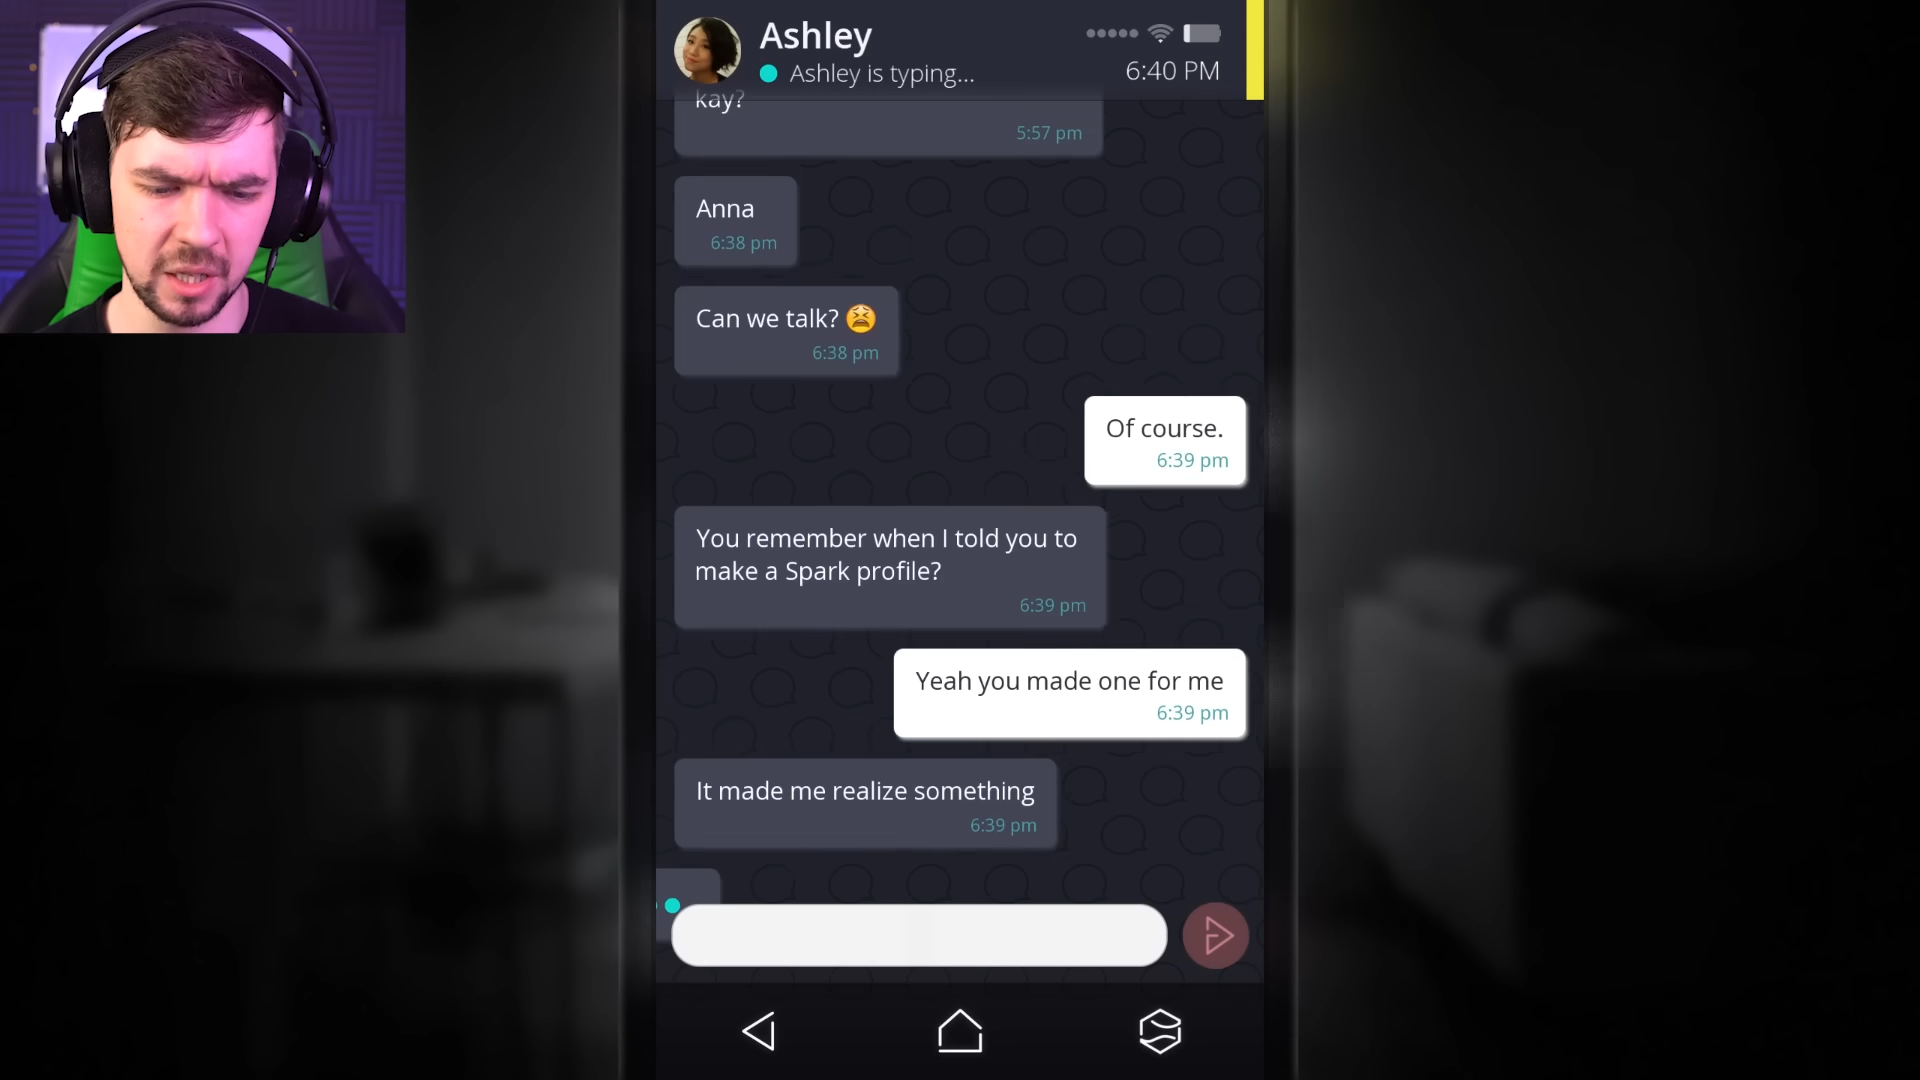 Ashley
Ashley is typing...
6:40 PM
kay?
5:57 pm
Anna
6:38 pm
Can we talk? 😫
6:38 pm
Of course.
6:39 pm
You remember when I told you to
make a Spark profile?
6:39 pm
Yeah you made one for me
6:39 pm
It made me realize something
6:39 pm